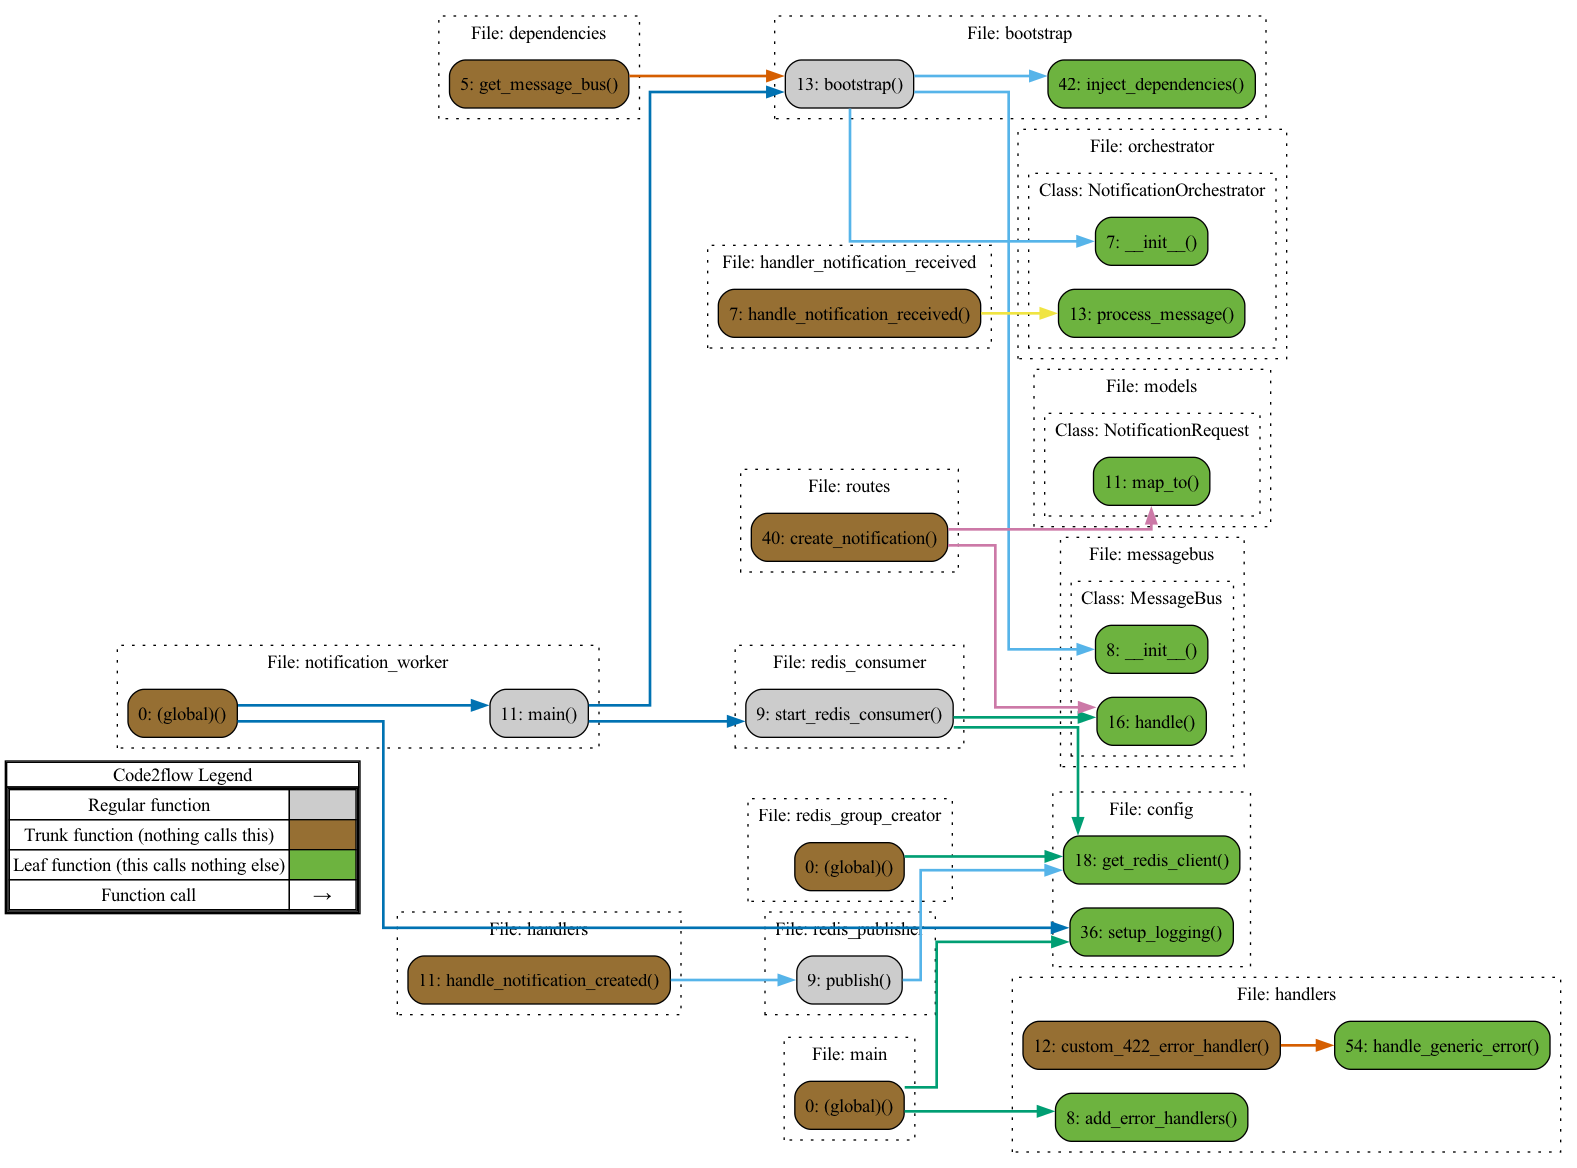 File: dependencies
5: get_message_bus()
File: bootstrap
13: bootstrap()
42: inject_dependencies()
File: orchestrator
Class: NotificationOrchestrator
7: __init__()
13: process_message()
File: handler_notification_received
7: handle_notification_received()
File: models
Class: NotificationRequest
11: map_to()
File: routes
40: create_notification()
File: messagebus
Class: MessageBus
8: __init__()
16: handle()
File: notification_worker
0: (global)()
11: main()
File: redis_consumer
9: start_redis_consumer()
Code2flow Legend
Regular function
Trunk function (nothing calls this)
Leaf function (this calls nothing else)
Function call →
File: redis_group_creator
0: (global)()
File: config
18: get_redis_client()
36: setup_logging()
File: handlers
11: handle_notification_created()
File: redis_publisher
9: publish()
File: main
0: (global)()
File: handlers
12: custom_422_error_handler()
54: handle_generic_error()
8: add_error_handlers()